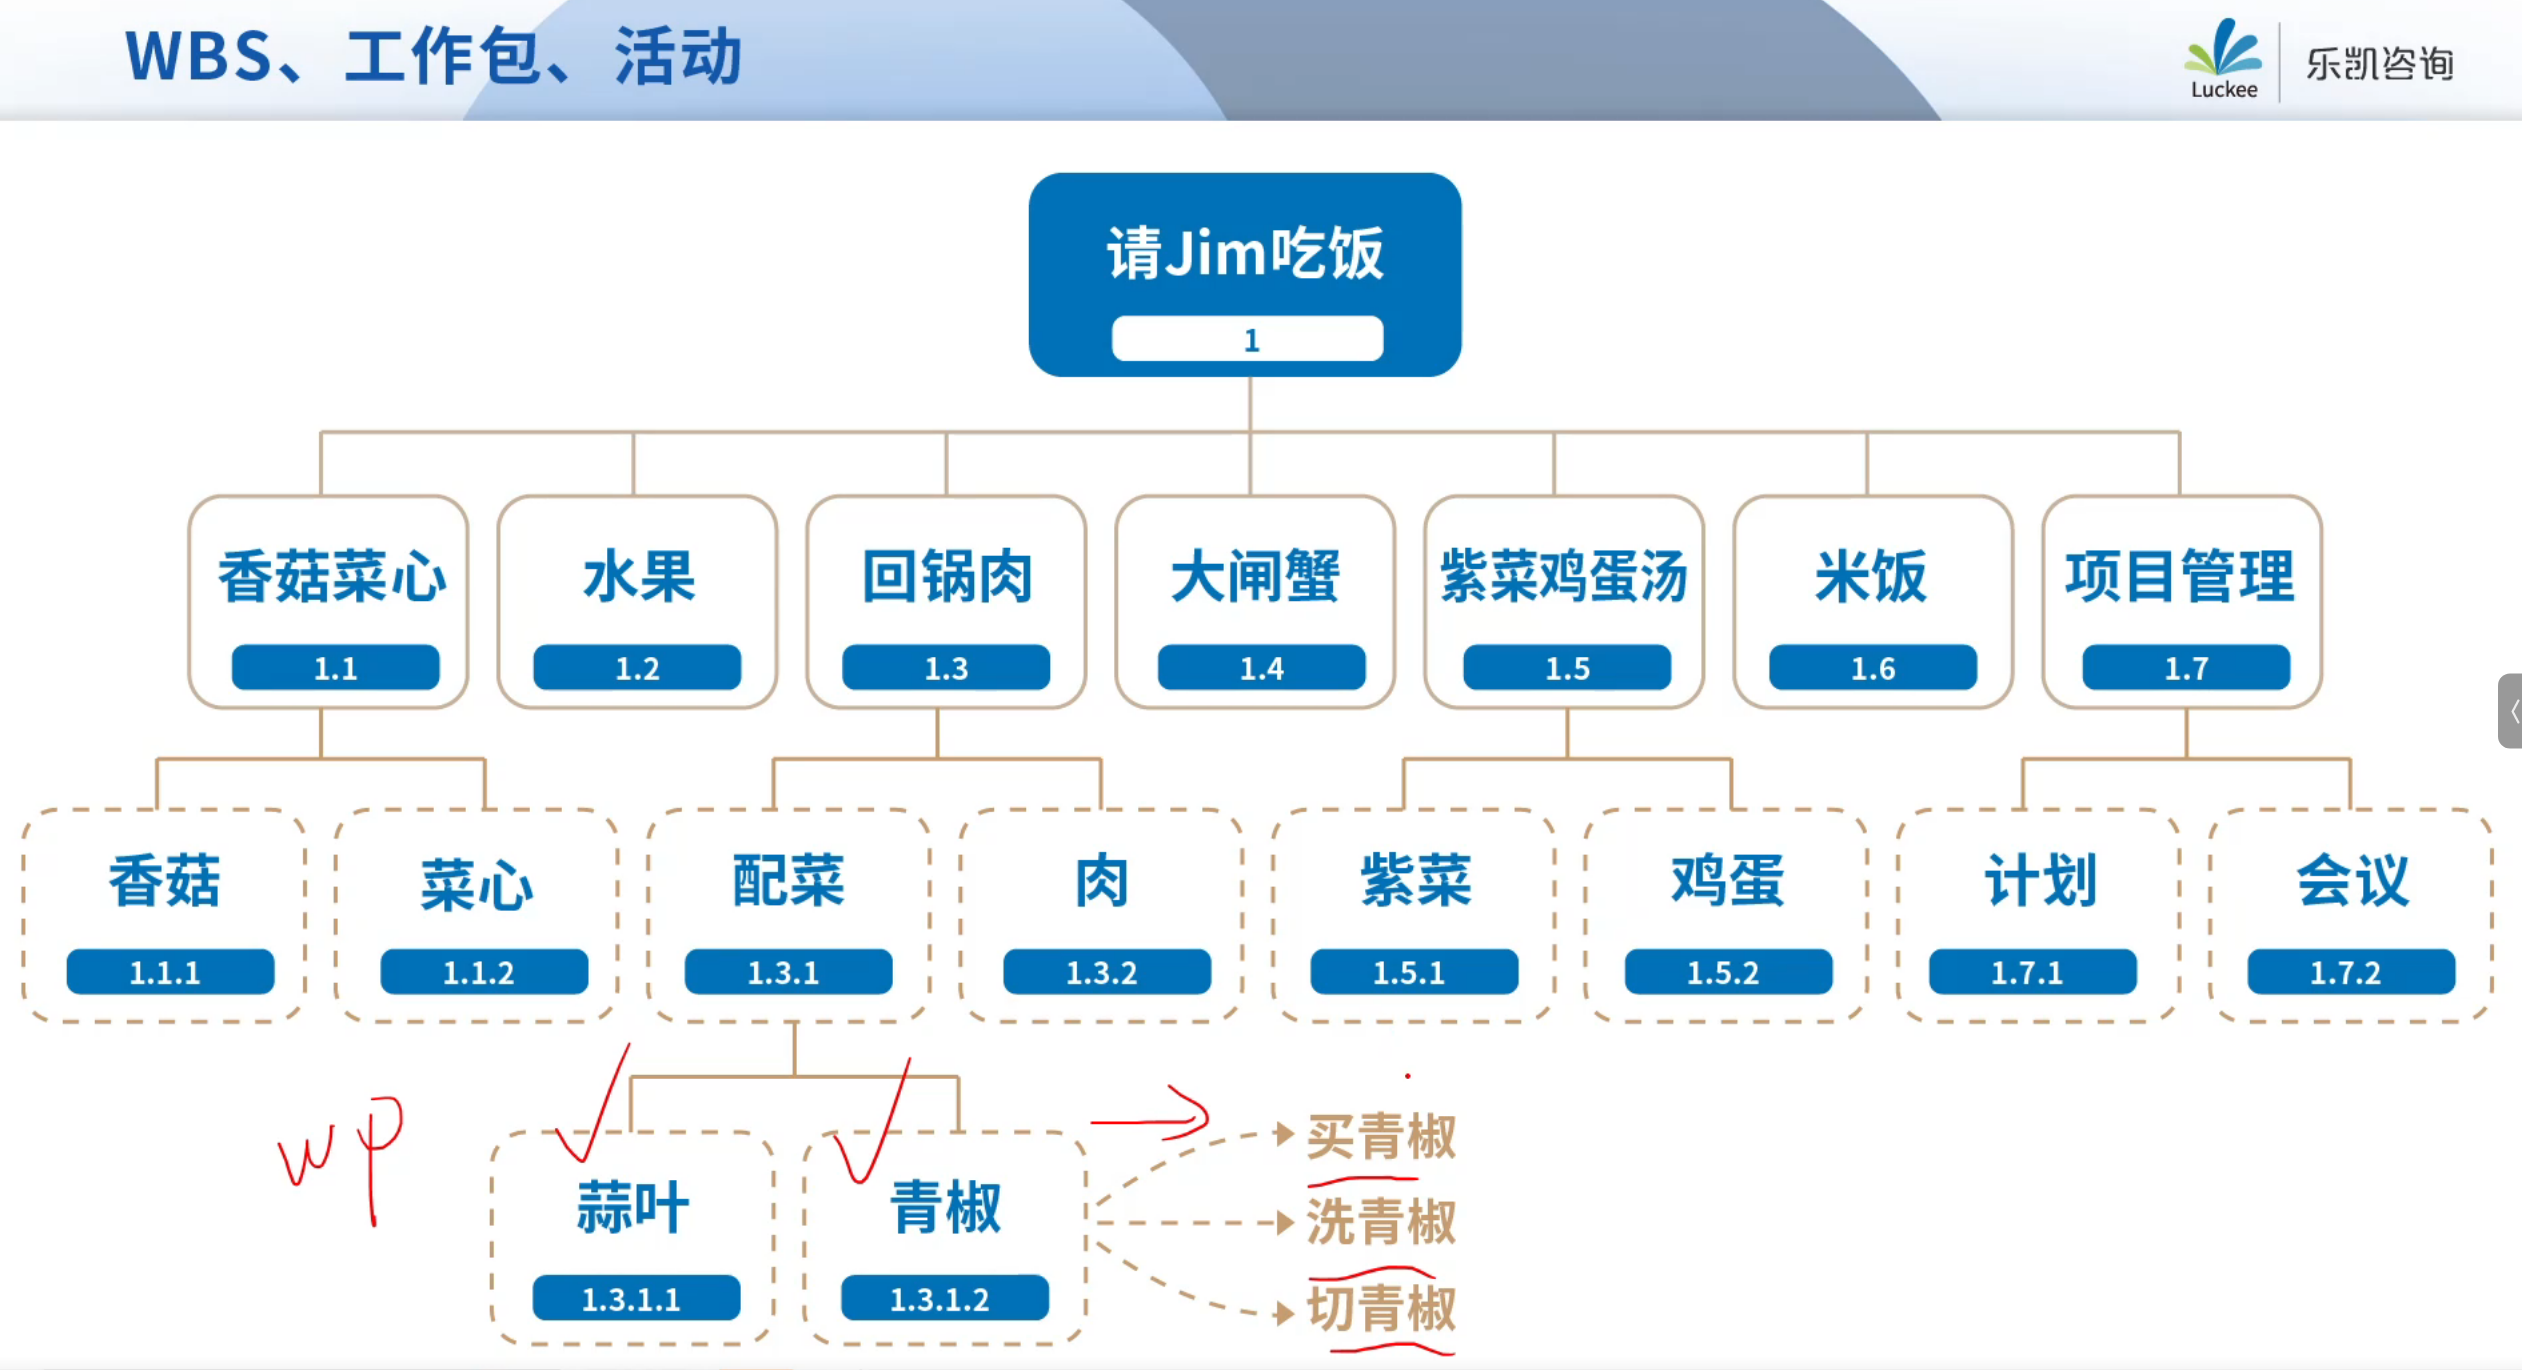 WBS、工作包、活动
Luckee
乐凯咨询
请Jim吃饭
1
香菇菜心
1.1
水果
1.2
回锅肉
1.3
大闸蟹
1.4
紫菜鸡蛋汤
1.5
米饭
1.6
项目管理
1.7
香菇
1.1.1
菜心
1.1.2
配菜
1.3.1
肉
1.3.2
紫菜
1.5.1
鸡蛋
1.5.2
计划
1.7.1
会议
1.7.2
wp
蒜叶
1.3.1.1
青椒
1.3.1.2
买青椒
洗青椒
切青椒